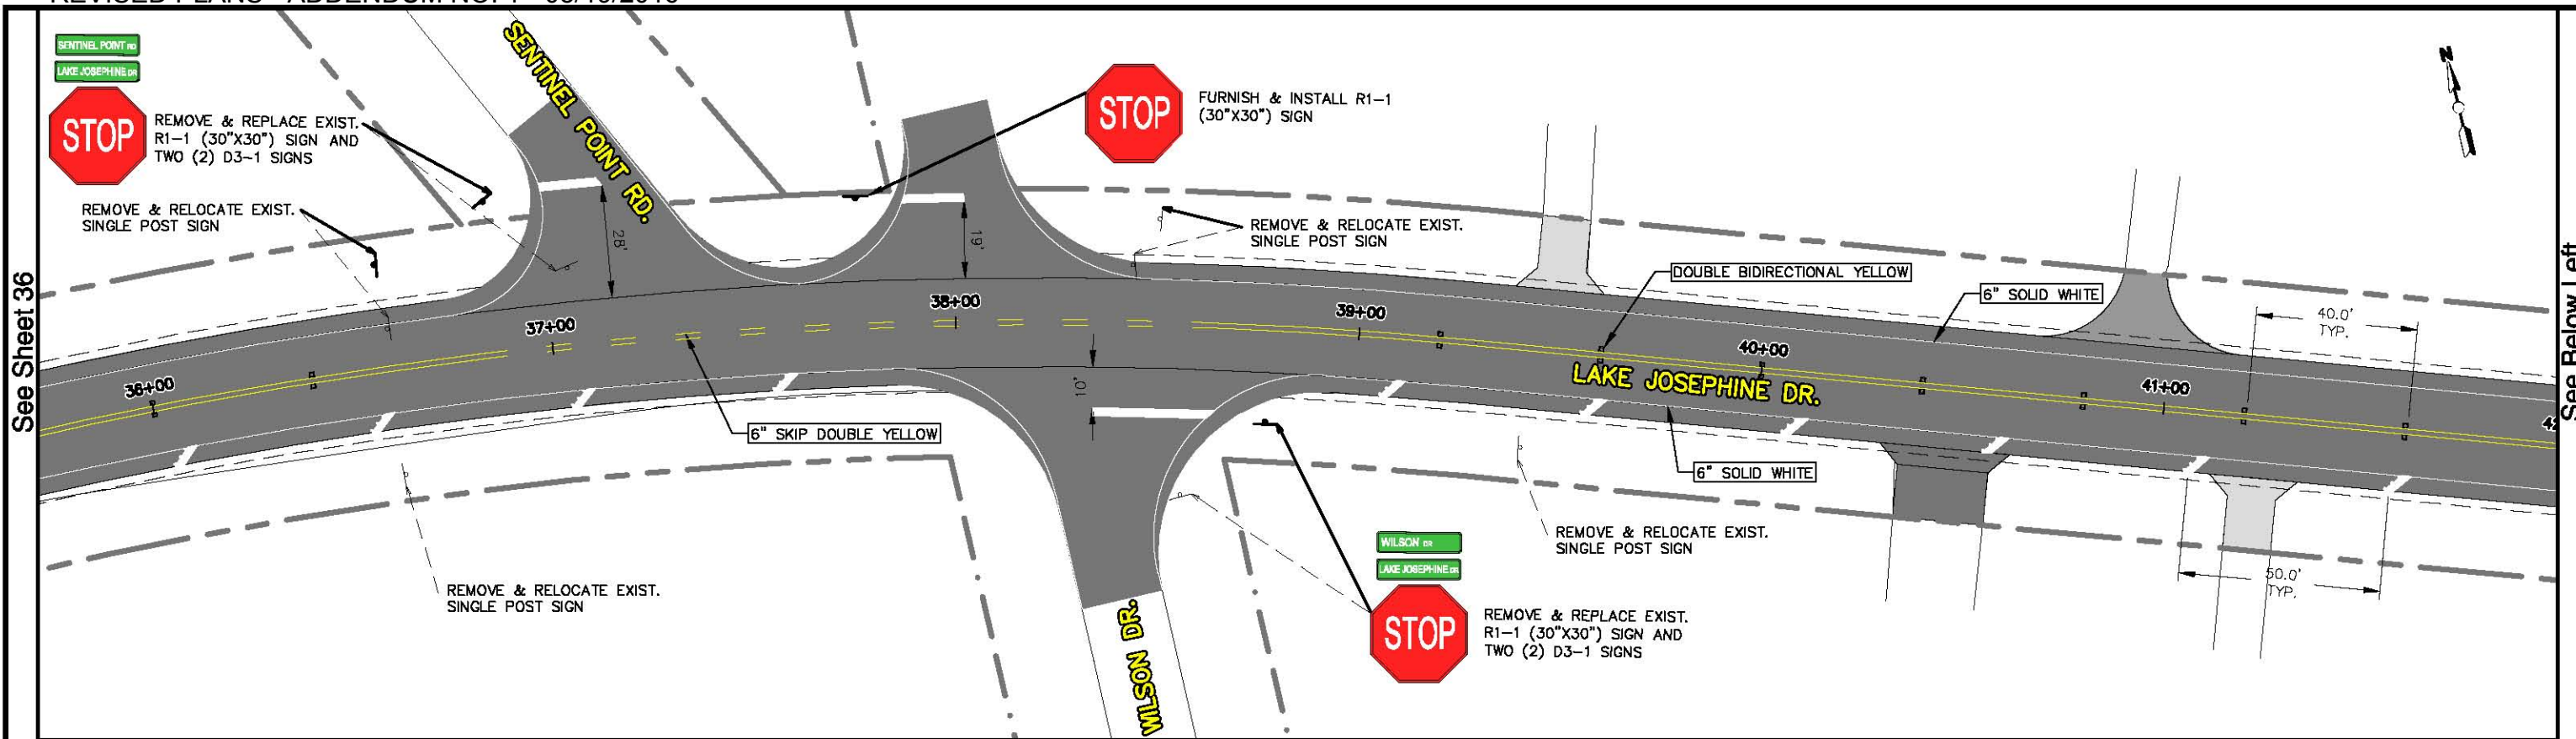 SENTINEL POINT RD
LAKE JOSEPHINE DR
STOP
REMOVE & REPLACE EXIST.
R1-1 (30"X30") SIGN AND
TWO (2) D3-1 SIGNS
REMOVE & RELOCATE EXIST.
SINGLE POST SIGN
SENTINEL POINT RD.
STOP
FURNISH & INSTALL R1-1
(30"X30") SIGN
REMOVE & RELOCATE EXIST.
SINGLE POST SIGN
N
28'
19'
DOUBLE BIDIRECTIONAL YELLOW
6" SOLID WHITE
40.0'
TYP.
See Sheet 36
See Below Left
36+00
37+00
38+00
39+00
40+00
41+00
LAKE JOSEPHINE DR.
10'
6" SKIP DOUBLE YELLOW
6" SOLID WHITE
REMOVE & RELOCATE EXIST.
SINGLE POST SIGN
REMOVE & RELOCATE EXIST.
SINGLE POST SIGN
50.0'
TYP.
WILSON DR
LAKE JOSEPHINE DR
STOP
REMOVE & REPLACE EXIST.
R1-1 (30"X30") SIGN AND
TWO (2) D3-1 SIGNS
WILSON DR.